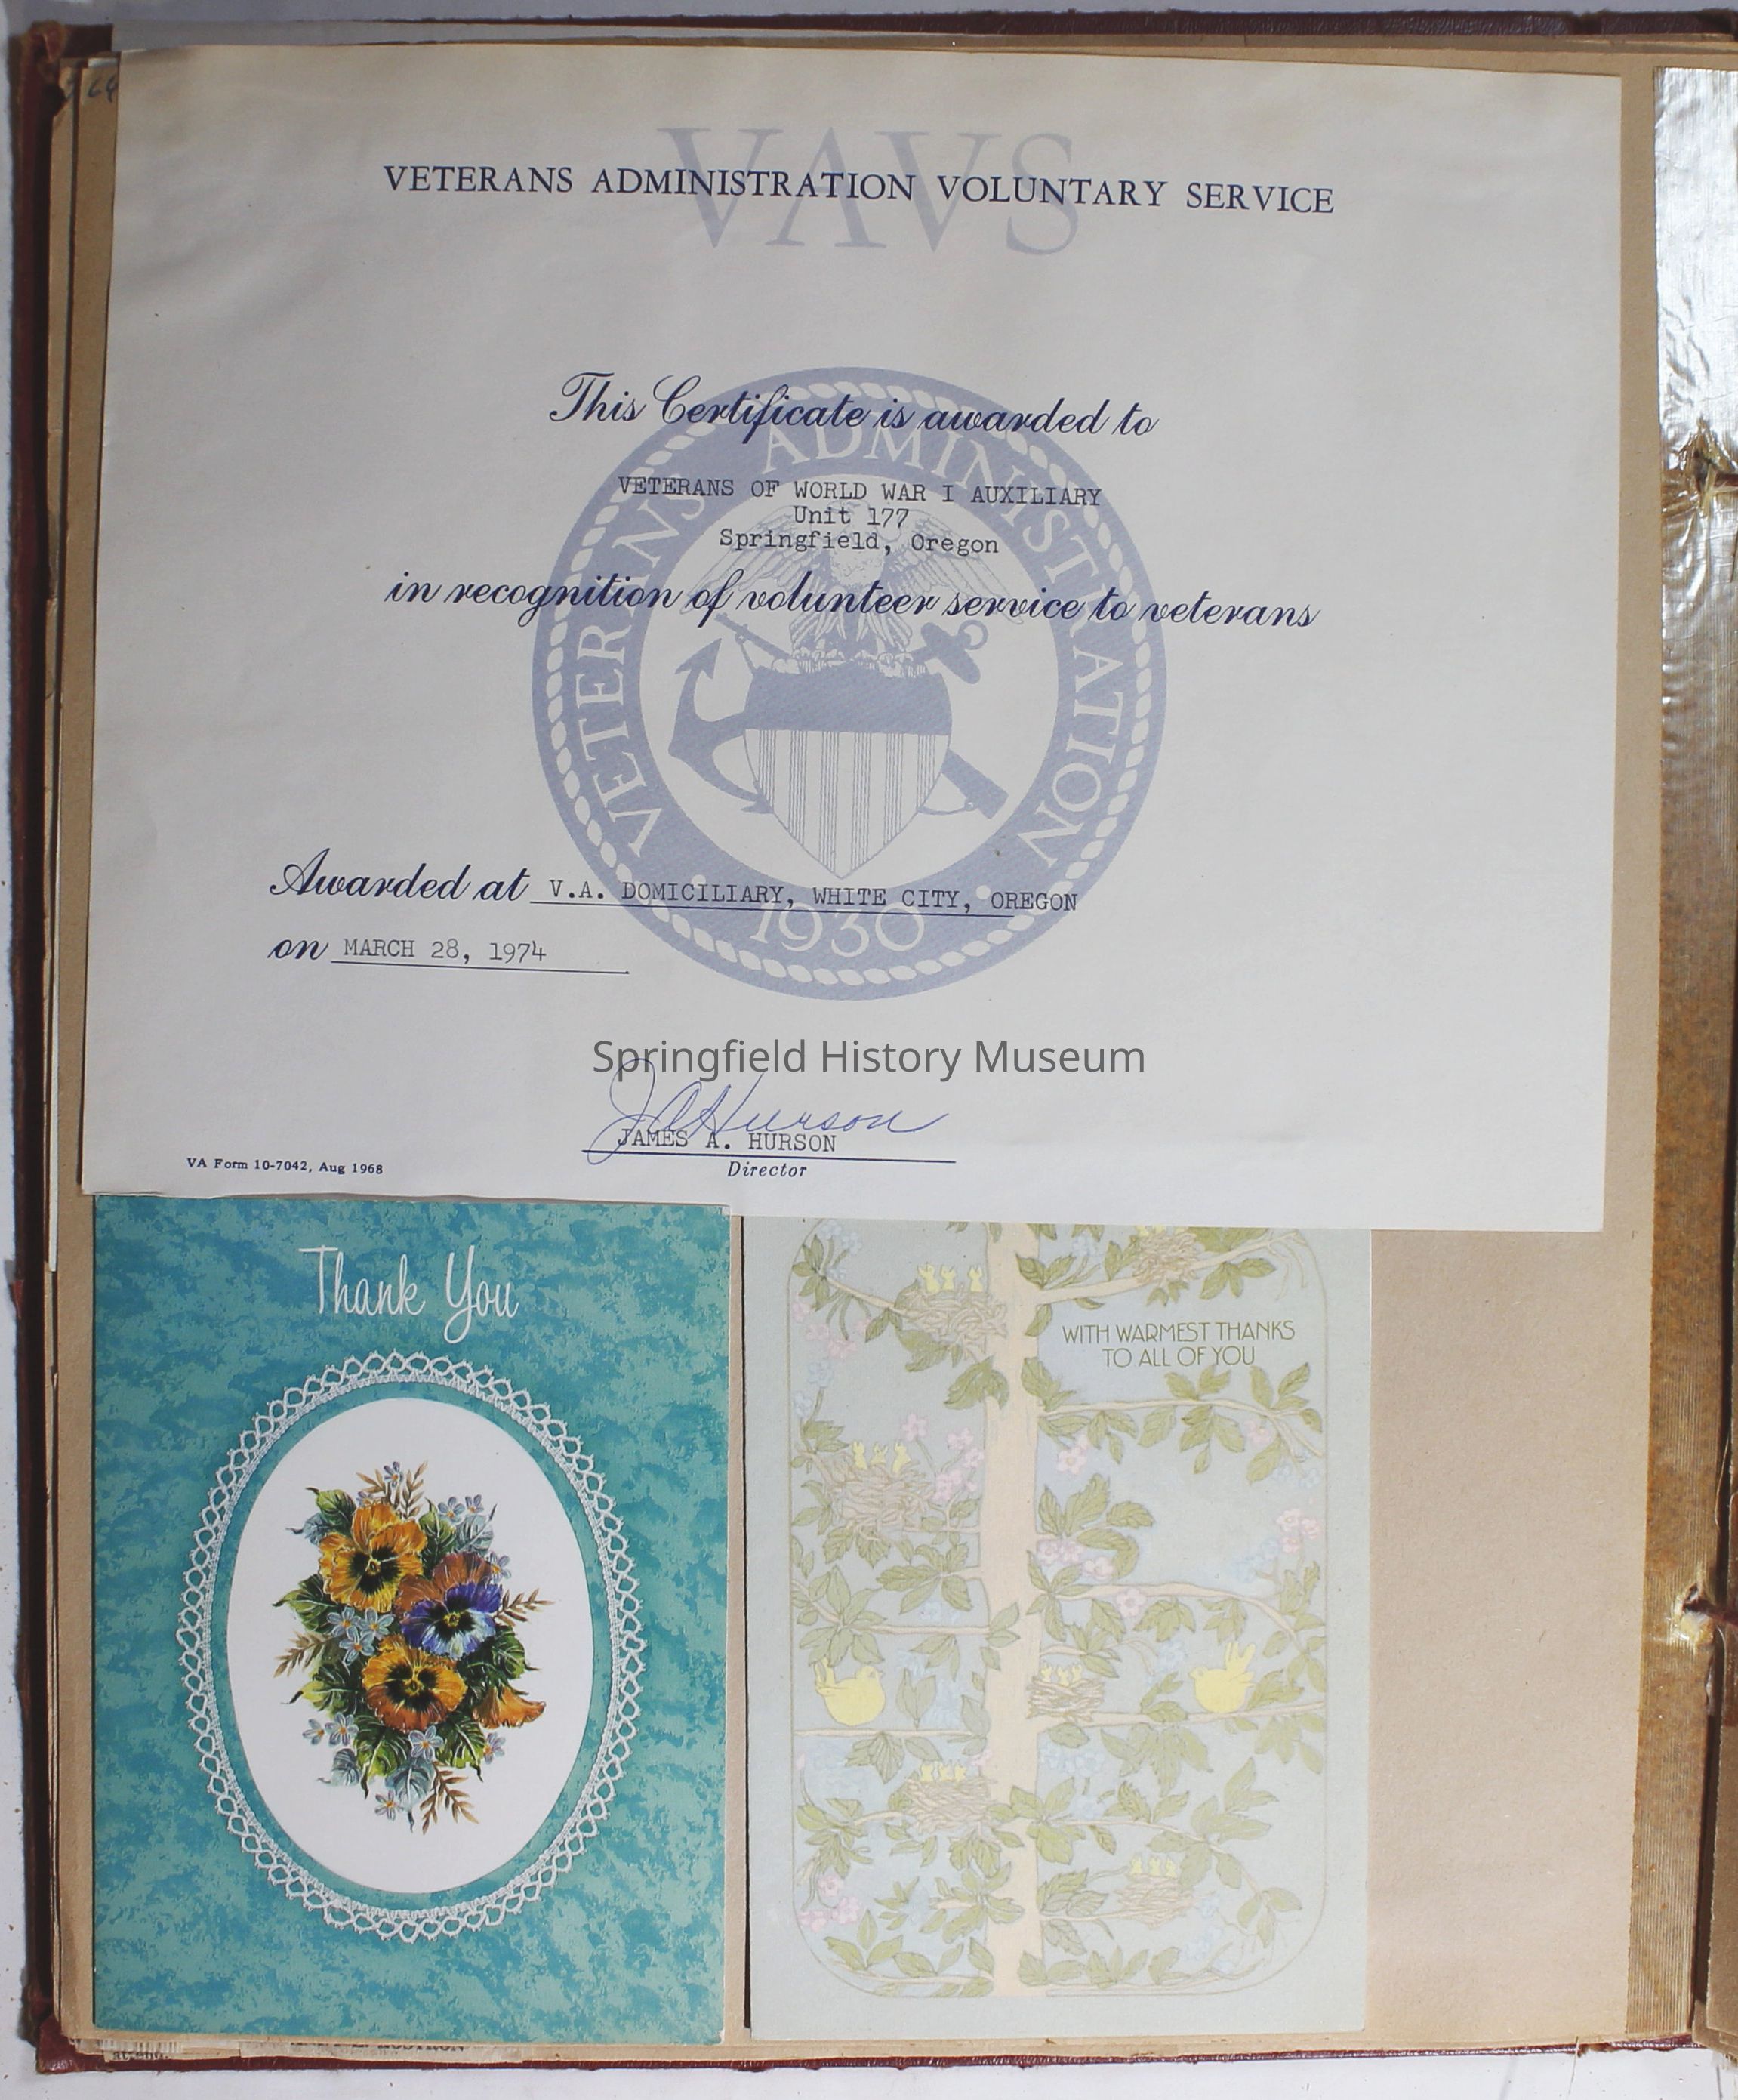 VAVS
VETERANS ADMINISTRATION VOLUNTARY SERVICE
This Certificate is awarded to
VETERANS OF WORLD WAR I AUXILIARY
Unit 177
Springfield, Oregon
in recognition of volunteer service to veterans
VETERANS ADMINISTRATION
1930
Awarded at V.A. DOMICILIARY, WHITE CITY, OREGON
on MARCH 28, 1974
Springfield History Museum
J A Hurson
JAMES A. HURSON
Director
VA Form 10-7042, Aug 1968
Thank You
WITH WARMEST THANKS
TO ALL OF YOU